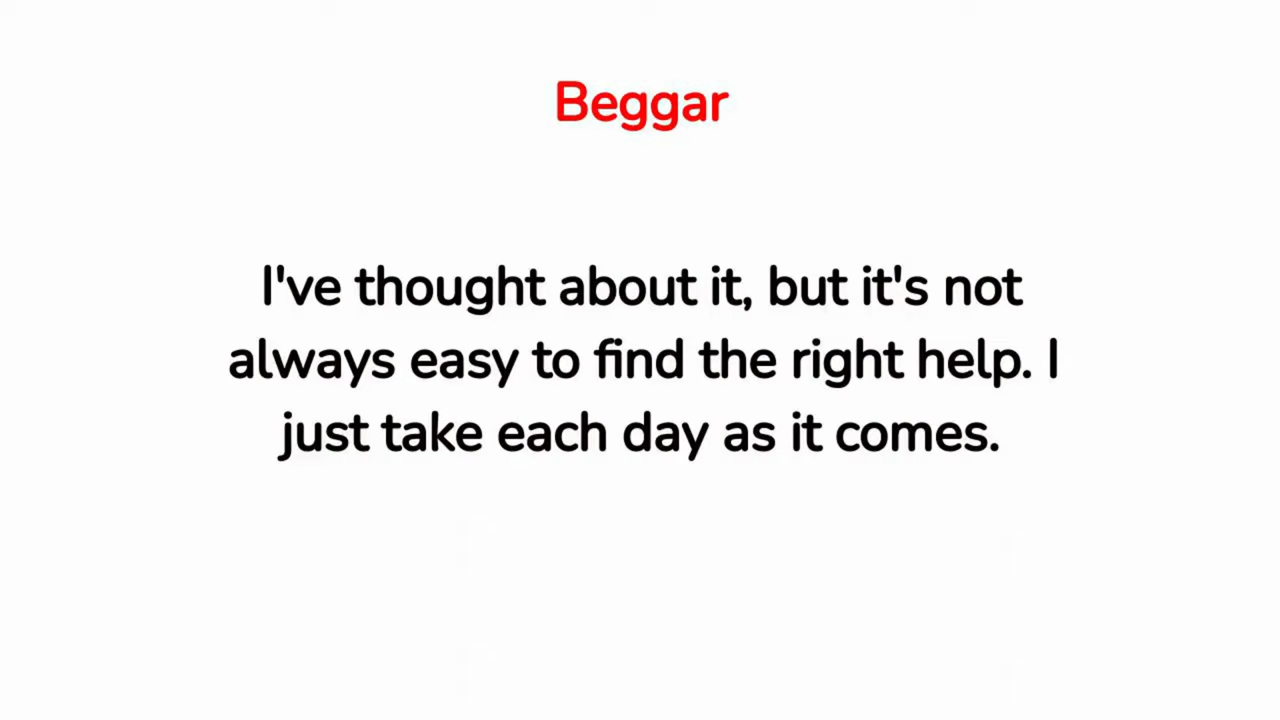 Beggar
I've thought about it, but it's not
always easy to find the right help. I
just take each day as it comes.